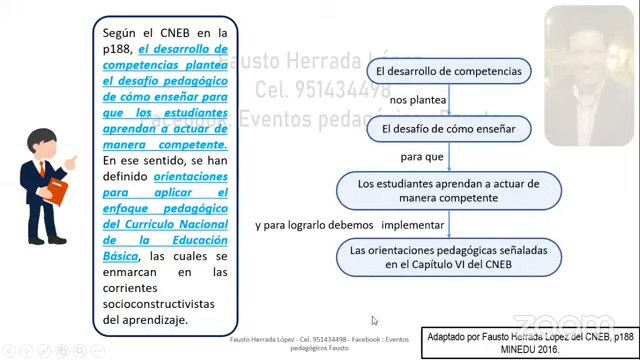 Según el CNEB en la
p188, el desarrollo de
competencias plantea
el desafío pedagógico
de cómo enseñar para
que los estudiantes
aprendan a actuar de
manera competente.
En ese sentido, se han
definido orientaciones
para aplicar el
enfoque pedagógico
del Currículo Nacional
de la Educación
Básica, las cuales se
enmarcan en las
corrientes
socioconstructivistas
del aprendizaje.
Fausto Herrada López
Cel. 951434498
Facebook: Eventos pedagógicos Fausto
El desarrollo de competencias
nos plantea
El desafío de cómo enseñar
para que
Los estudiantes aprendan a actuar de
manera competente
y para lograrlo debemos implementar
Las orientaciones pedagógicas señaladas
en el Capítulo VI del CNEB
Fausto Herrada López - Cel. 951434498 - Facebook : Eventos
pedagógicos Fausto
zoom
Adaptado por Fausto Herrada López del CNEB, p188
MINEDU 2016.